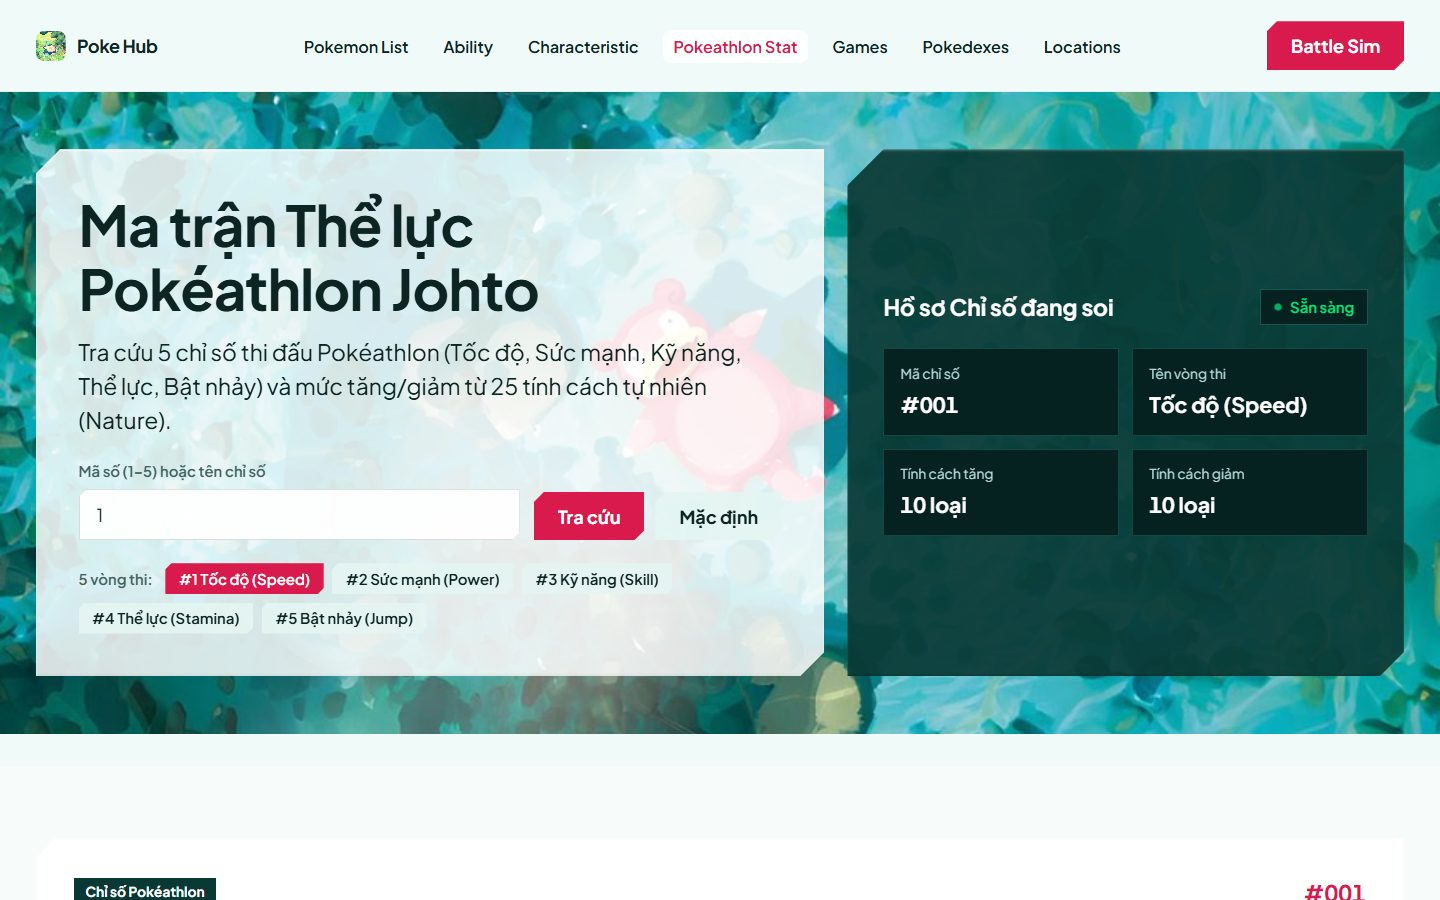 Poke Hub
Pokemon List
Ability
Characteristic
Pokeathlon Stat
Games
Pokedexes
Locations
Battle Sim
Ma trận Thể lực
Pokéathlon Johto
Tra cứu 5 chỉ số thi đấu Pokéathlon (Tốc độ, Sức mạnh, Kỹ năng,
Thể lực, Bật nhảy) và mức tăng/giảm từ 25 tính cách tự nhiên
(Nature).
Mã số (1–5) hoặc tên chỉ số
1
Tra cứu
Mặc định
5 vòng thi:
#1 Tốc độ (Speed)
#2 Sức mạnh (Power)
#3 Kỹ năng (Skill)
#4 Thể lực (Stamina)
#5 Bật nhảy (Jump)
Hồ sơ Chỉ số đang soi
Sẵn sàng
Mã chỉ số
#001
Tên vòng thi
Tốc độ (Speed)
Tính cách tăng
10 loại
Tính cách giảm
10 loại
Chỉ số Pokéathlon
#001